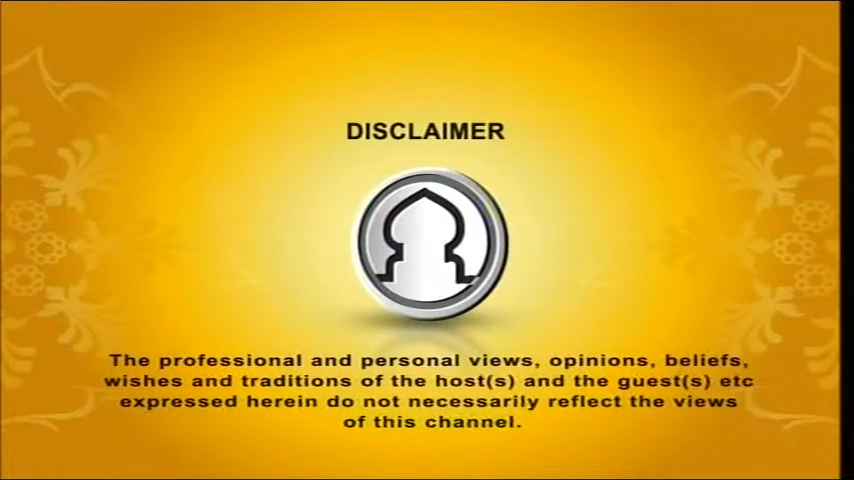 DISCLAIMER
The professional and personal views, opinions, beliefs,
wishes and traditions of the host(s) and the guest(s) etc
expressed herein do not necessarily reflect the views
of this channel.